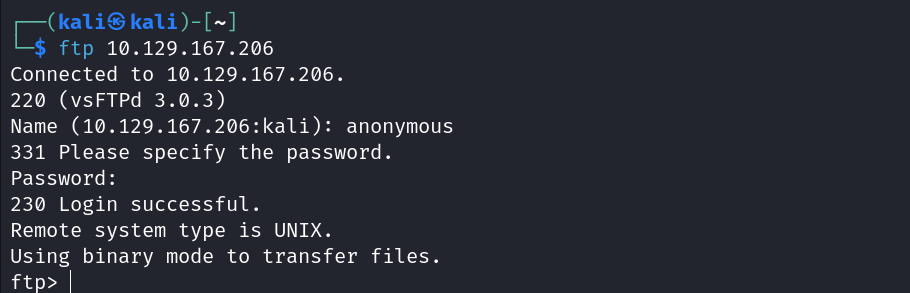 ┌──(kali㉿kali)-[~]
└─$ ftp 10.129.167.206
Connected to 10.129.167.206.
220 (vsFTPd 3.0.3)
Name (10.129.167.206:kali): anonymous
331 Please specify the password.
Password:
230 Login successful.
Remote system type is UNIX.
Using binary mode to transfer files.
ftp>